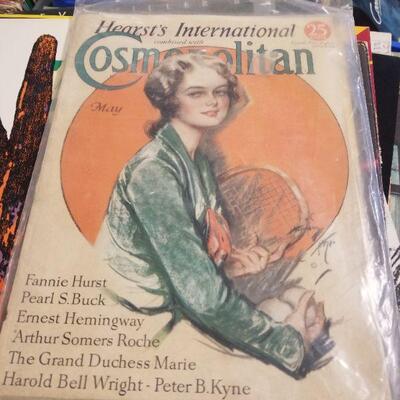 Hearst's International
combined with
25
Cosmopolitan
May
Fannie Hurst
Pearl S. Buck
Ernest Hemingway
Arthur Somers Roche
The Grand Duchess Marie
Harold Bell Wright - Peter B. Kyne